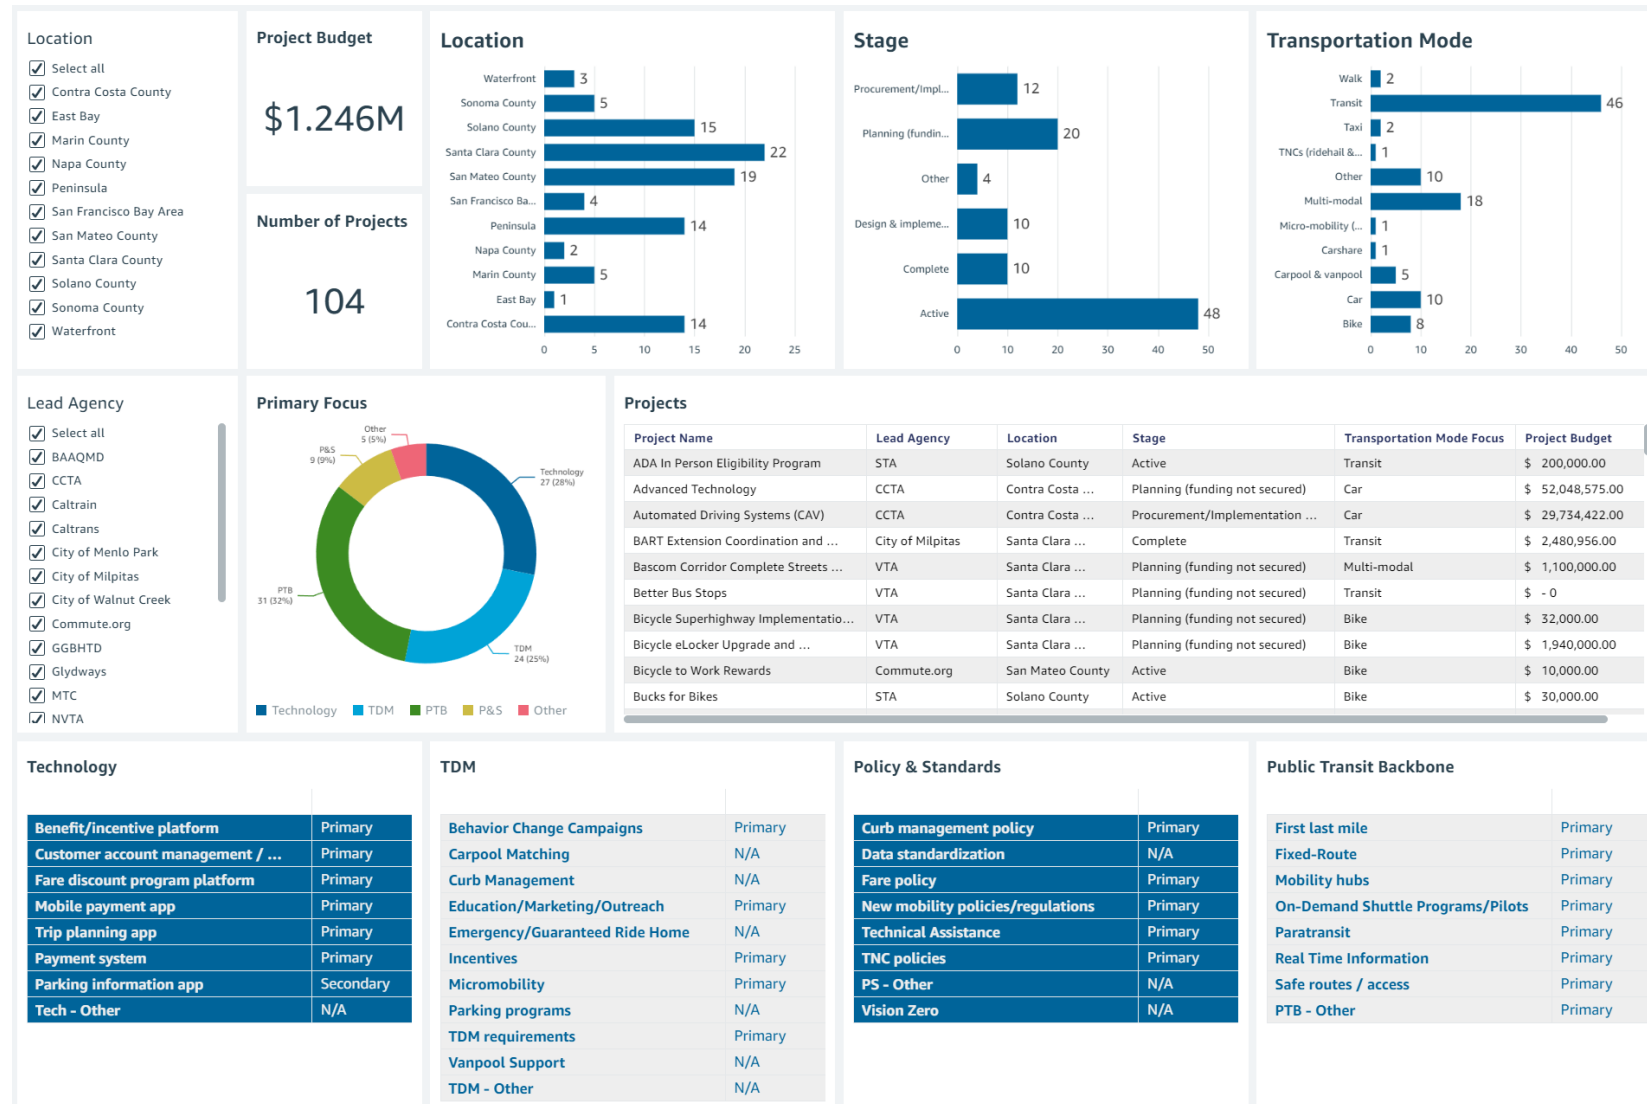 Location
Select all
Contra Costa County
East Bay
Marin County
Napa County
Peninsula
San Francisco Bay Area
San Mateo County
Santa Clara County
Solano County
Sonoma County
Waterfront
Project Budget
$1.246M
Number of Projects
104
Location
Waterfront 3
Sonoma County 5
Solano County 15
Santa Clara County 22
San Mateo County 19
San Francisco Ba... 4
Peninsula 14
Napa County 2
Marin County 5
East Bay 1
Contra Costa Cou... 14
0 5 10 15 20 25
Stage
Procurement/Impl... 12
Planning (fundin... 20
Other 4
Design & impleme... 10
Complete 10
Active 48
0 10 20 30 40 50
Transportation Mode
Walk 2
Transit 46
Taxi 2
TNCs (ridehail &... 1
Other 10
Multi-modal 18
Micro-mobility (... 1
Carshare 1
Carpool & vanpool 5
Car 10
Bike 8
0 10 20 30 40 50
Lead Agency
Select all
BAAQMD
CCTA
Caltrain
Caltrans
City of Menlo Park
City of Milpitas
City of Walnut Creek
Commute.org
GGBHTD
Glydways
MTC
NVTA
Primary Focus
Other
5 (5%)
P&S
9 (9%)
Technology
27 (28%)
PTB
31 (32%)
TDM
24 (25%)
Technology TDM PTB P&S Other
Projects
Project Name Lead Agency Location Stage Transportation Mode Focus Project Budget
ADA In Person Eligibility Program STA Solano County Active Transit $ 200,000.00
Advanced Technology CCTA Contra Costa ... Planning (funding not secured) Car $ 52,048,575.00
Automated Driving Systems (CAV) CCTA Contra Costa ... Procurement/Implementation ... Car $ 29,734,422.00
BART Extension Coordination and ... City of Milpitas Santa Clara ... Complete Transit $ 2,480,956.00
Bascom Corridor Complete Streets ... VTA Santa Clara ... Planning (funding not secured) Multi-modal $ 1,100,000.00
Better Bus Stops VTA Santa Clara ... Planning (funding not secured) Transit $ - 0
Bicycle Superhighway Implementatio... VTA Santa Clara ... Planning (funding not secured) Bike $ 32,000.00
Bicycle eLocker Upgrade and ... VTA Santa Clara ... Planning (funding not secured) Bike $ 1,940,000.00
Bicycle to Work Rewards Commute.org San Mateo County Active Bike $ 10,000.00
Bucks for Bikes STA Solano County Active Bike $ 30,000.00
Technology
Benefit/incentive platform Primary
Customer account management / ... Primary
Fare discount program platform Primary
Mobile payment app Primary
Trip planning app Primary
Payment system Primary
Parking information app Secondary
Tech - Other N/A
TDM
Behavior Change Campaigns Primary
Carpool Matching N/A
Curb Management N/A
Education/Marketing/Outreach Primary
Emergency/Guaranteed Ride Home N/A
Incentives Primary
Micromobility Primary
Parking programs N/A
TDM requirements Primary
Vanpool Support N/A
TDM - Other N/A
Policy & Standards
Curb management policy Primary
Data standardization N/A
Fare policy Primary
New mobility policies/regulations Primary
Technical Assistance Primary
TNC policies Primary
PS - Other N/A
Vision Zero N/A
Public Transit Backbone
First last mile Primary
Fixed-Route Primary
Mobility hubs Primary
On-Demand Shuttle Programs/Pilots Primary
Paratransit Primary
Real Time Information Primary
Safe routes / access Primary
PTB - Other Primary